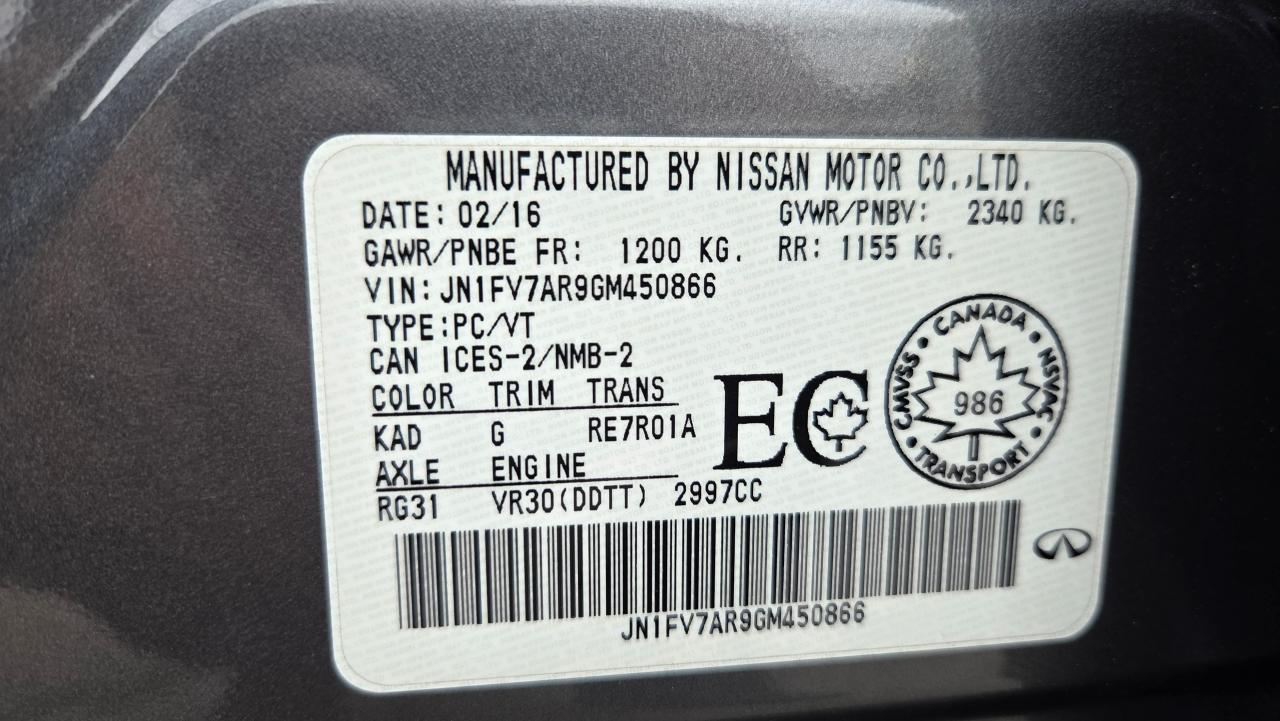 MANUFACTURED BY NISSAN MOTOR CO.,LTD.
DATE: 02/16 GVWR/PNBV: 2340 KG.
GAWR/PNBE FR: 1200 KG. RR: 1155 KG.
VIN: JN1FV7AR9GM450866
TYPE:PC/VT
CAN ICES-2/NMB-2
COLOR TRIM TRANS
KAD G RE7R01A
AXLE ENGINE
RG31 VR30(DDTT) 2997CC
EC
CANADA
CMVSS
NSVAC
986
TRANSPORT
JN1FV7AR9GM450866